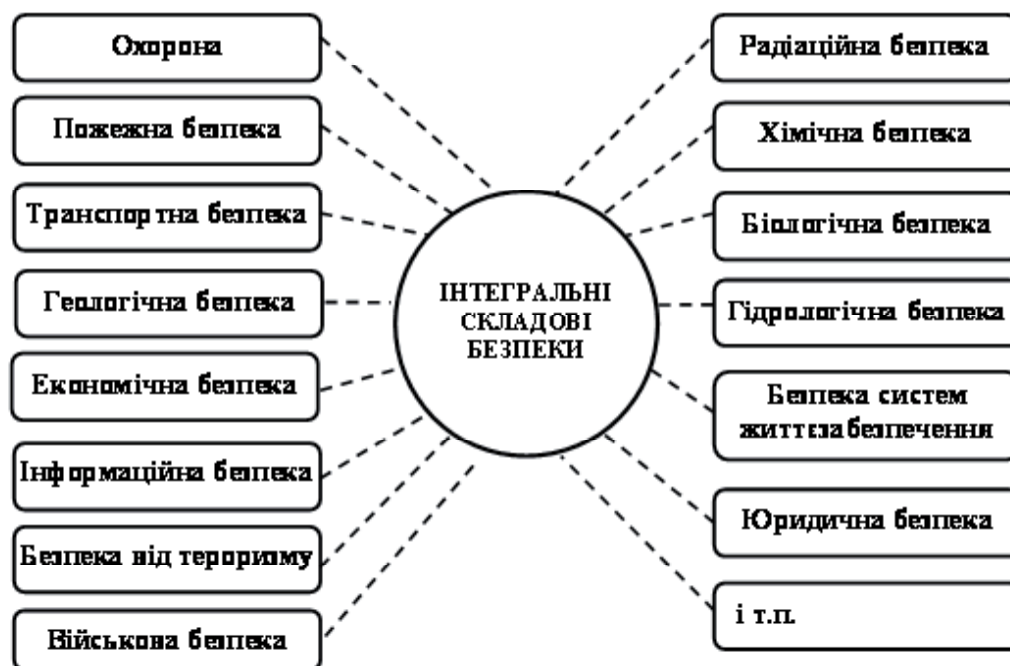 Охорона
Пожежна безпека
Транспортна безпека
Геологічна безпека
Економічна безпека
Інформаційна безпека
Безпека від тероризму
Військова безпека
ІНТЕГРАЛЬНІ
СКЛАДОВІ
БЕЗПЕКИ
Радіаційна безпека
Хімічна безпека
Біологічна безпека
Гідрологічна безпека
Безпека систем
життєзабезпечення
Юридична безпека
і т.п.